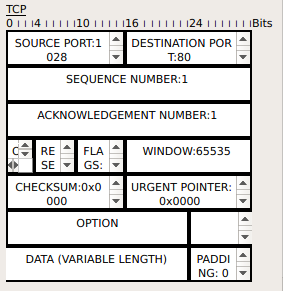 TCP
0 4 10 16 24 Bits
SOURCE PORT:1
028
DESTINATION POR
T:80
SEQUENCE NUMBER:1
ACKNOWLEDGEMENT NUMBER:1
RE
SE
FLA
GS:
WINDOW:65535
CHECKSUM:0x0
000
URGENT POINTER:
0x0000
OPTION
DATA (VARIABLE LENGTH)
PADDI
NG: 0